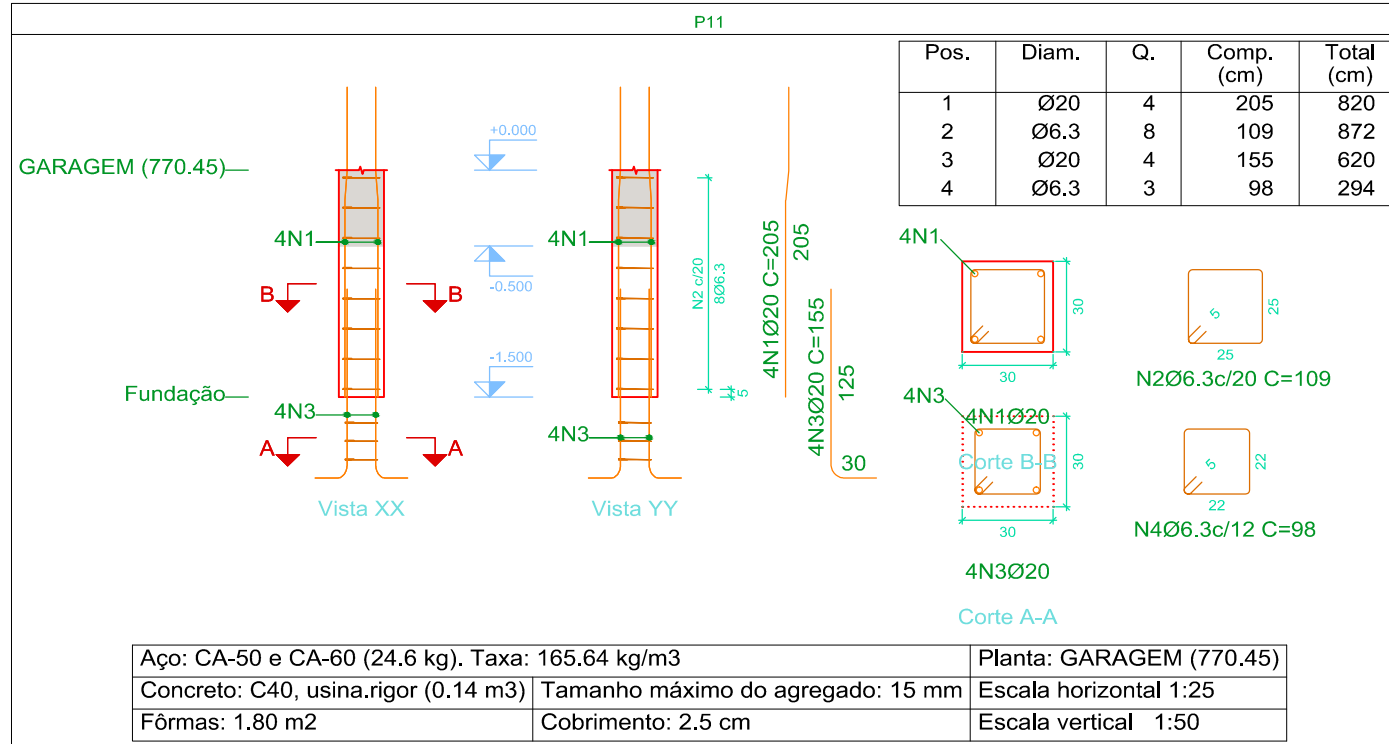 P11
Pos. Diam. Q. Comp. (cm) Total (cm)
1 Ø20 4 205 820
2 Ø6.3 8 109 872
3 Ø20 4 155 620
4 Ø6.3 3 98 294
GARAGEM (770.45)
Fundação
4N1
B
B
4N3
A
A
Vista XX
+0.000
-0.500
-1.500
4N1
4N3
Vista YY
N2 c/20
8Ø6.3
5
4N1Ø20 C=205
205
4N3Ø20 C=155
125
30
4N1
30
30
4N1Ø20
Corte B-B
5
25
25
N2Ø6.3c/20 C=109
4N3
30
30
4N3Ø20
Corte A-A
5
22
22
N4Ø6.3c/12 C=98
Aço: CA-50 e CA-60 (24.6 kg). Taxa: 165.64 kg/m3 Planta: GARAGEM (770.45)
Concreto: C40, usina.rigor (0.14 m3) Tamanho máximo do agregado: 15 mm Escala horizontal 1:25
Fôrmas: 1.80 m2 Cobrimento: 2.5 cm Escala vertical 1:50